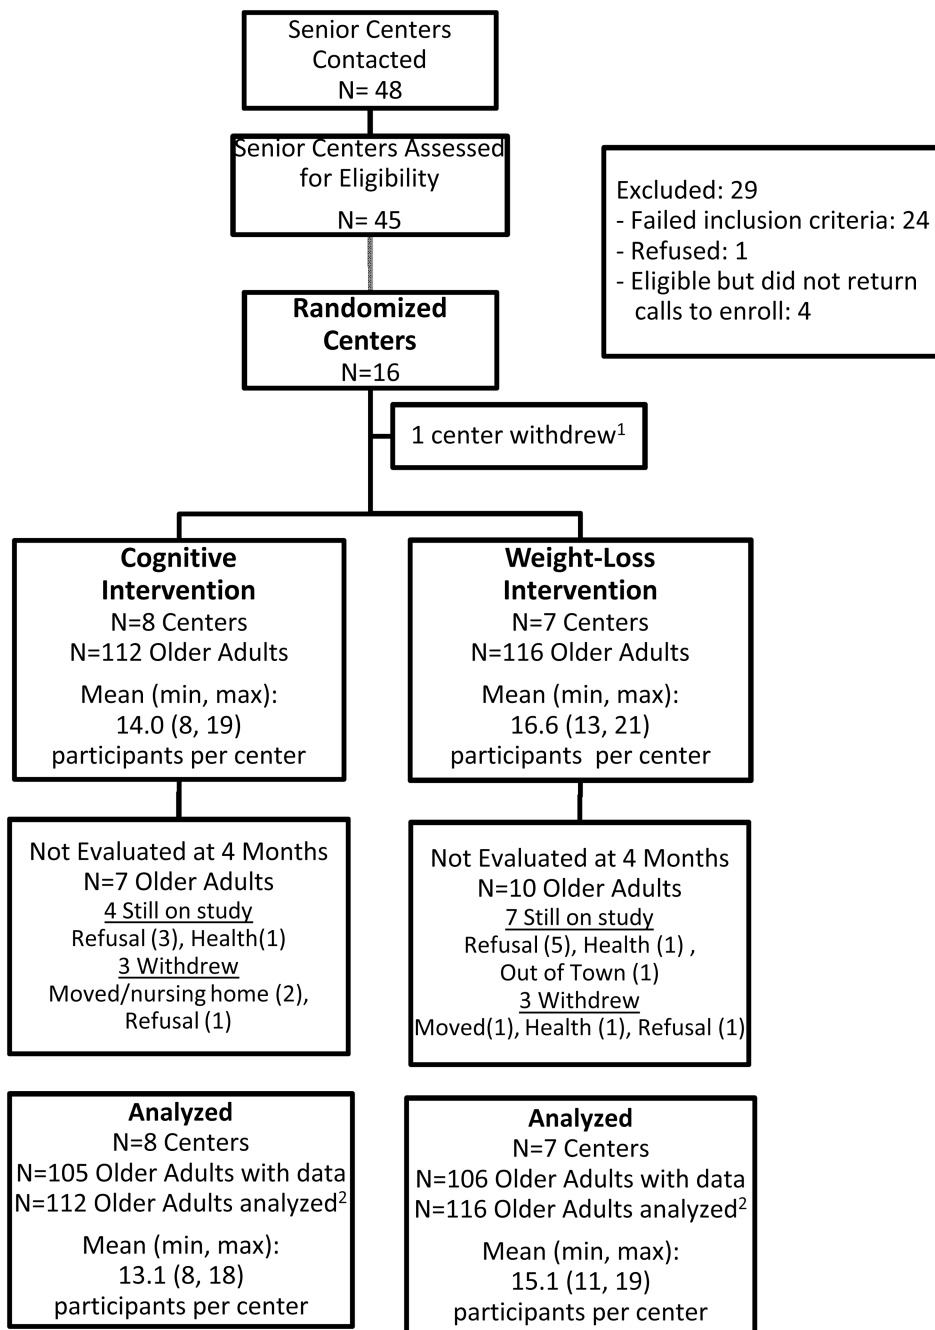 Senior Centers
Contacted
N= 48
Senior Centers Assessed
for Eligibility
N= 45
Excluded: 29
- Failed inclusion criteria: 24
- Refused: 1
- Eligible but did not return
calls to enroll: 4
Randomized
Centers
N=16
1 center withdrew1
Cognitive
Intervention
N=8 Centers
N=112 Older Adults
Mean (min, max):
14.0 (8, 19)
participants per center
Weight-Loss
Intervention
N=7 Centers
N=116 Older Adults
Mean (min, max):
16.6 (13, 21)
participants  per center
Not Evaluated at 4 Months
N=7 Older Adults
4 Still on study
Refusal (3), Health(1)
3 Withdrew
Moved/nursing home (2),
Refusal (1)
Not Evaluated at 4 Months
N=10 Older Adults
7 Still on study
Refusal (5), Health (1) ,
Out of Town (1)
3 Withdrew
Moved(1), Health (1), Refusal (1)
Analyzed
N=8 Centers
N=105 Older Adults with data
N=112 Older Adults analyzed2
Mean (min, max):
13.1 (8, 18)
participants per center
Analyzed
N=7 Centers
N=106 Older Adults with data
N=116 Older Adults analyzed2
Mean (min, max):
15.1 (11, 19)
participants per center